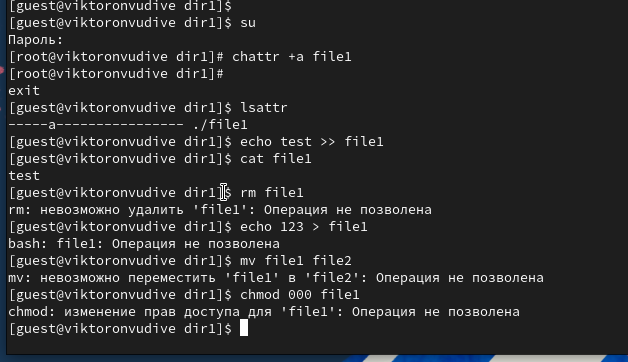 [guest@viktoronvudive dir1]$
[guest@viktoronvudive dir1]$ su
Пароль:
[root@viktoronvudive dir1]# chattr +a file1
[root@viktoronvudive dir1]#
exit
[guest@viktoronvudive dir1]$ lsattr
-----a---------------- ./file1
[guest@viktoronvudive dir1]$ echo test >> file1
[guest@viktoronvudive dir1]$ cat file1
test
[guest@viktoronvudive dir1]$ rm file1
rm: невозможно удалить 'file1': Операция не позволена
[guest@viktoronvudive dir1]$ echo 123 > file1
bash: file1: Операция не позволена
[guest@viktoronvudive dir1]$ mv file1 file2
mv: невозможно переместить 'file1' в 'file2': Операция не позволена
[guest@viktoronvudive dir1]$ chmod 000 file1
chmod: изменение прав доступа для 'file1': Операция не позволена
[guest@viktoronvudive dir1]$